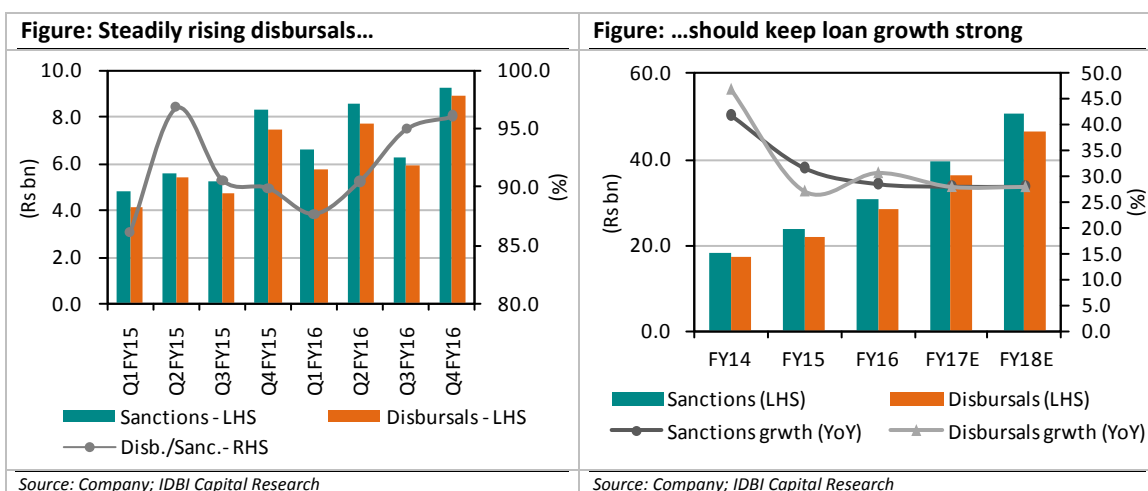 Figure: Steadily rising disbursals…
10.0
8.0
6.0
4.0
2.0
0.0
(Rs bn)
100.0
95.0
90.0
85.0
80.0
(%)
Q1FY15
Q2FY15
Q3FY15
Q4FY15
Q1FY16
Q2FY16
Q3FY16
Q4FY16
Sanctions - LHS
Disbursals - LHS
Disb./Sanc.- RHS
Source: Company; IDBI Capital Research
Figure: …should keep loan growth strong
60.0
40.0
20.0
0.0
(Rs bn)
50.0
45.0
40.0
35.0
30.0
25.0
20.0
15.0
10.0
5.0
0.0
(%)
FY14
FY15
FY16
FY17E
FY18E
Sanctions (LHS)
Disbursals (LHS)
Sanctions grwth (YoY)
Disbursals grwth (YoY)
Source: Company; IDBI Capital Research